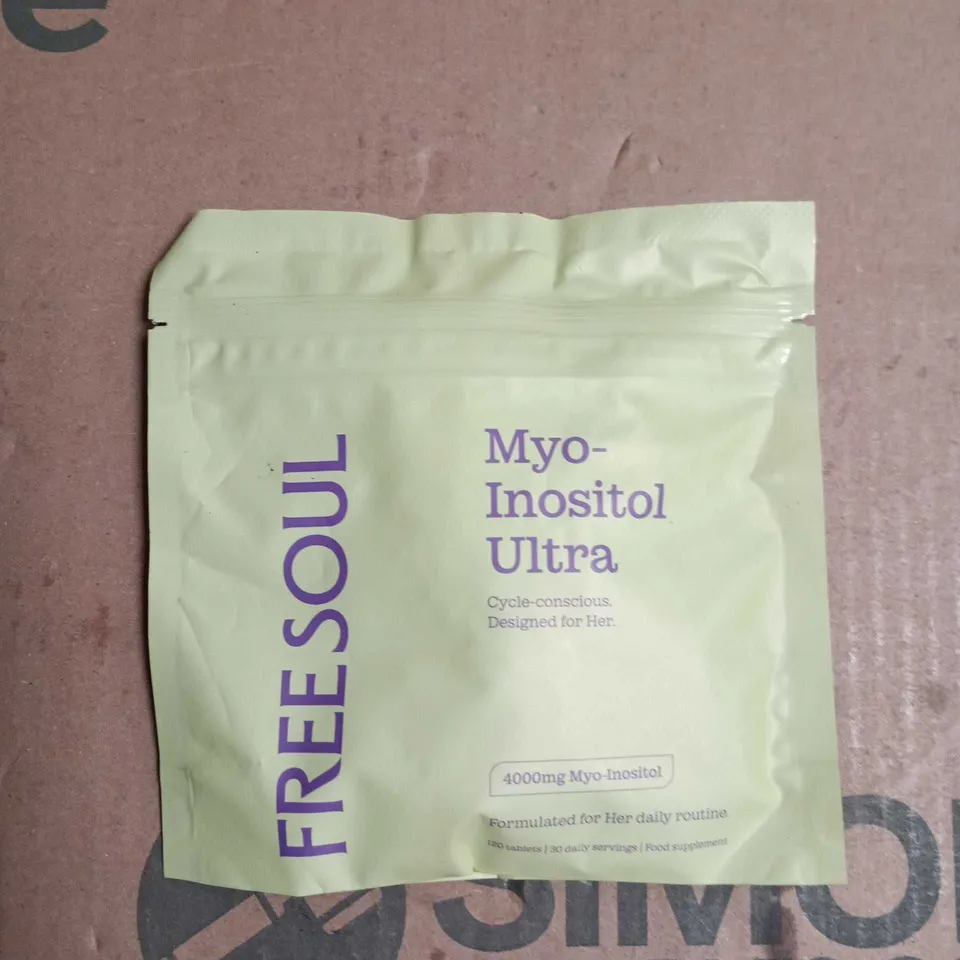 e
FREE SOUL
Myo-
Inositol
Ultra
Cycle-conscious.
Designed for Her.
4000mg Myo-Inositol
Formulated for Her daily routine
120 tablets | 30 daily servings | Food supplement
SIMO